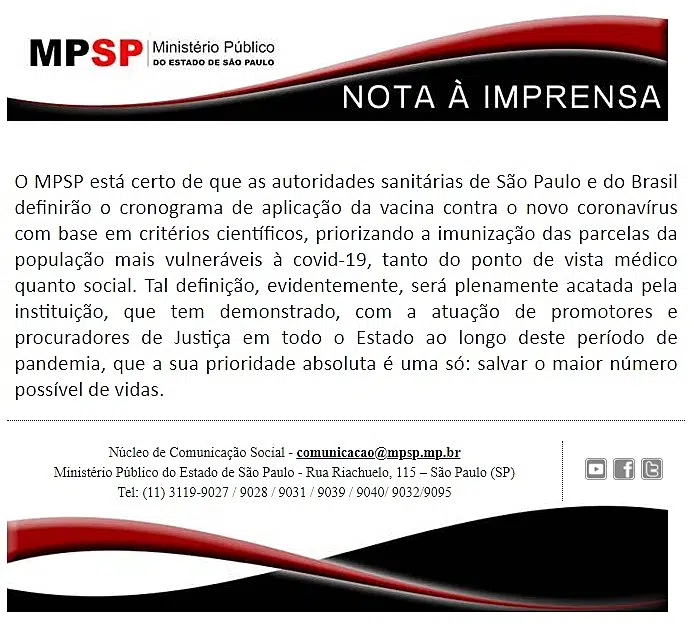 MPSP Ministério Público
DO ESTADO DE SÃO PAULO
NOTA À IMPRENSA
O MPSP está certo de que as autoridades sanitárias de São Paulo e do Brasil
definirão o cronograma de aplicação da vacina contra o novo coronavírus
com base em critérios científicos, priorizando a imunização das parcelas da
população mais vulneráveis à covid-19, tanto do ponto de vista médico
quanto social. Tal definição, evidentemente, será plenamente acatada pela
instituição, que tem demonstrado, com a atuação de promotores e
procuradores de Justiça em todo o Estado ao longo deste período de
pandemia, que a sua prioridade absoluta é uma só: salvar o maior número
possível de vidas.
Núcleo de Comunicação Social - comunicacao@mpsp.mp.br
Ministério Público do Estado de São Paulo - Rua Riachuelo, 115 – São Paulo (SP)
Tel: (11) 3119-9027 / 9028 / 9031 / 9039 / 9040/ 9032/9095